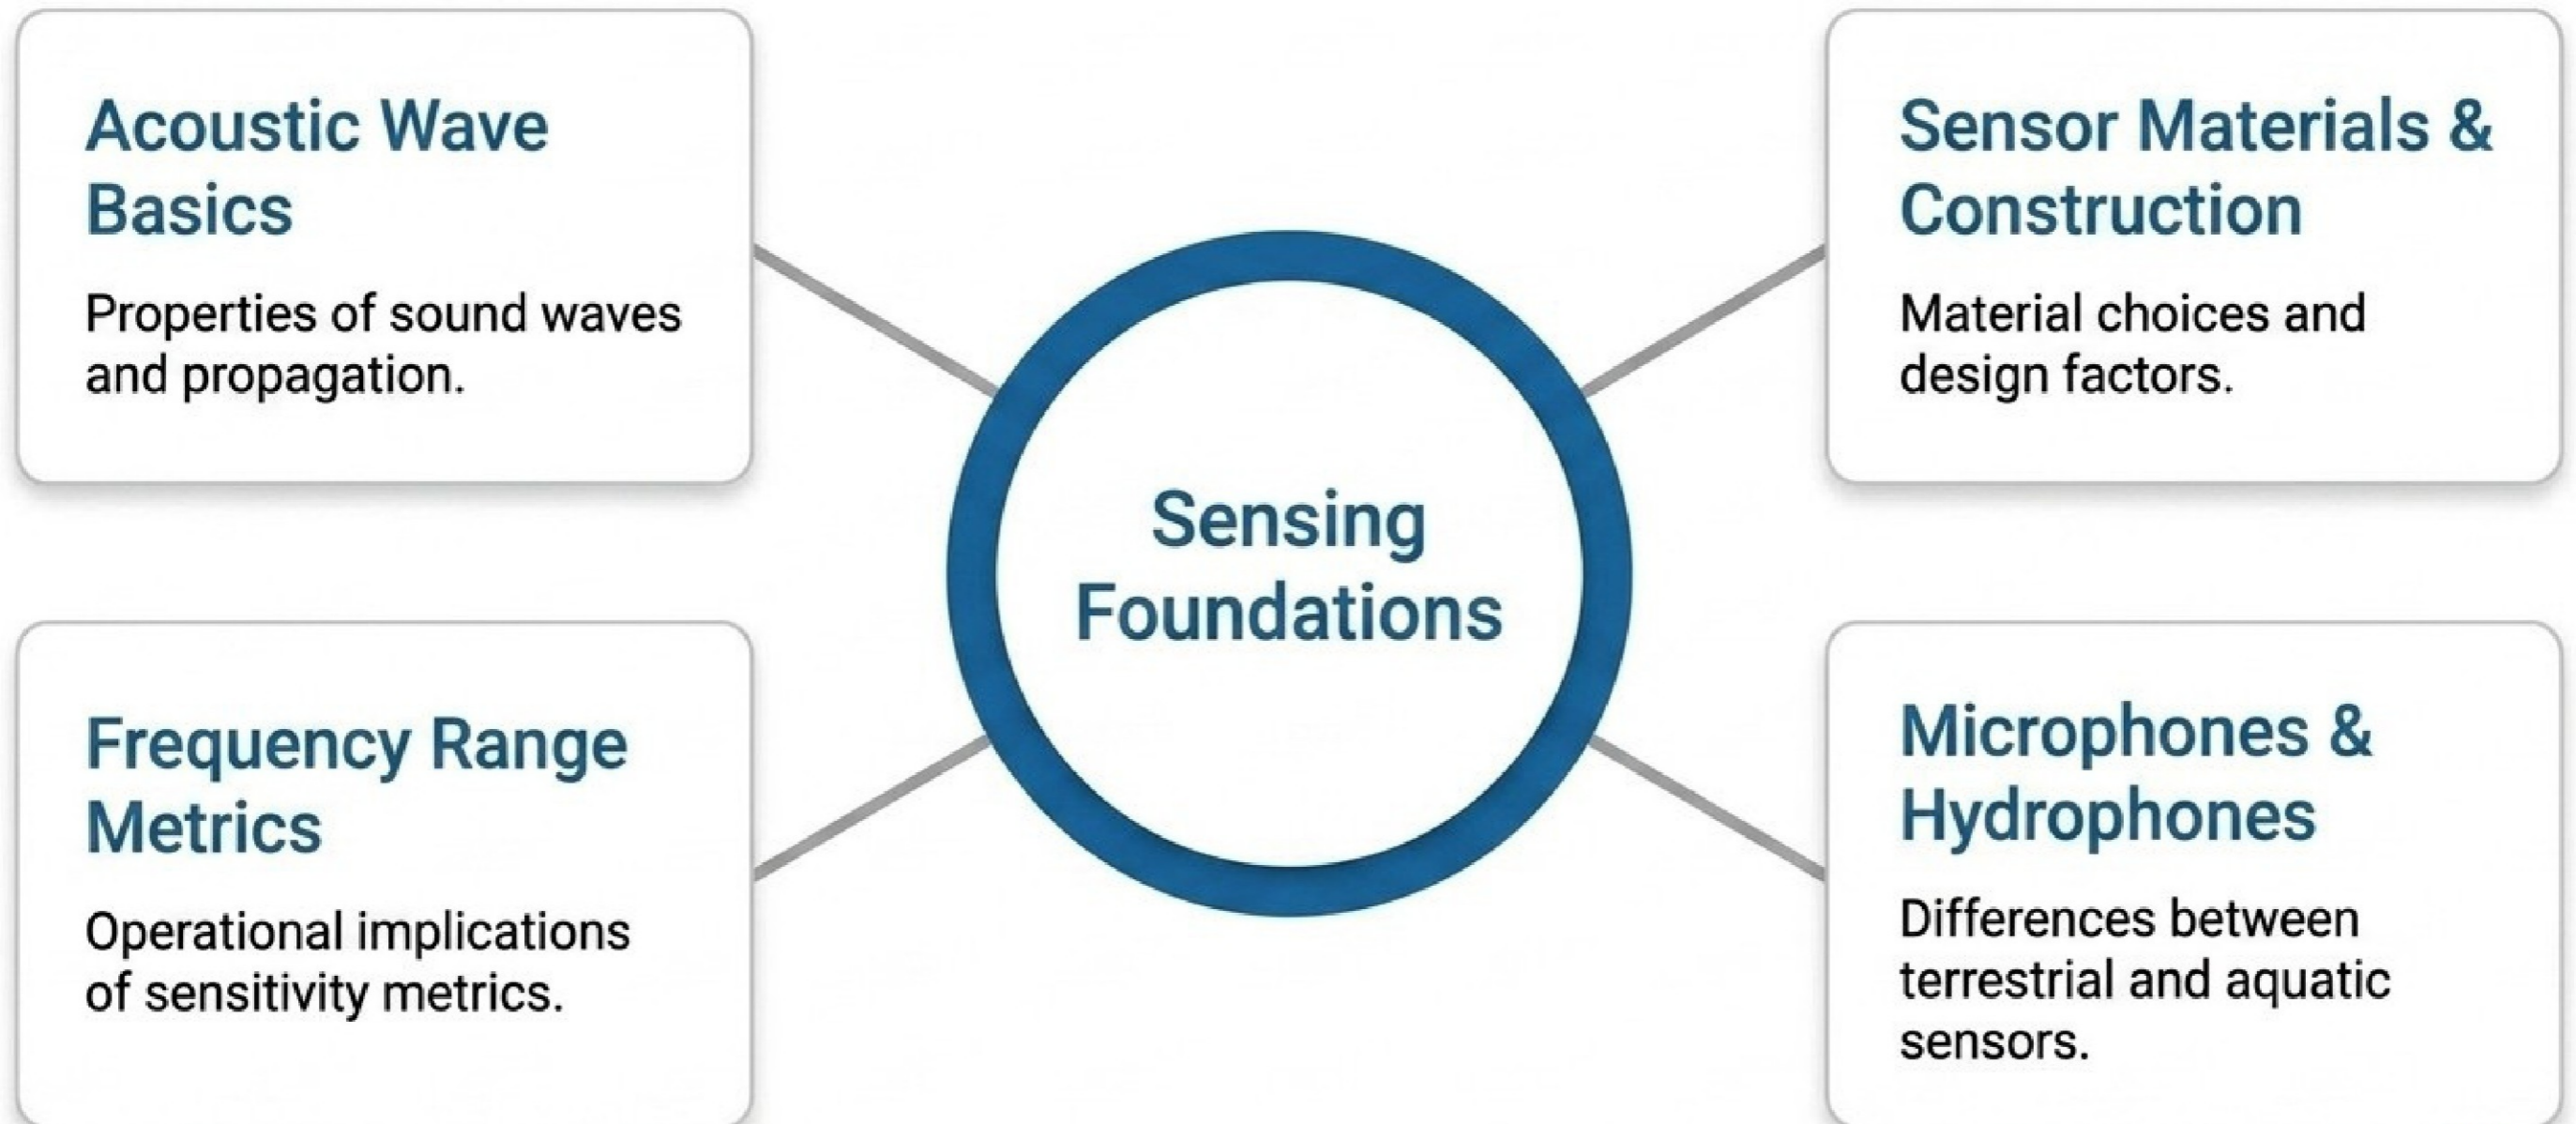 Acoustic Wave
Basics
Properties of sound waves
and propagation.
Sensor Materials &
Construction
Material choices and
design factors.
Sensing
Foundations
Frequency Range
Metrics
Operational implications
of sensitivity metrics.
Microphones &
Hydrophones
Differences between
terrestrial and aquatic
sensors.